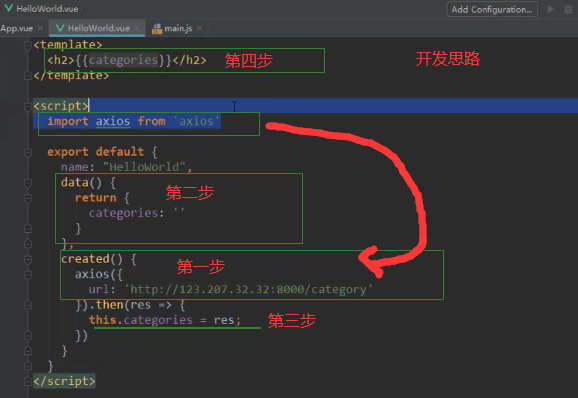 Add Configuration...
App.vue
HelloWorld.vue
main.js
<template>
<h2>{{categories}}</h2> 第四步 开发思路
</template>
<script>
import axios from 'axios'
export default {
name: "HelloWorld",
data() { 第二步
return {
categories: ''
}
},
created() { 第一步
axios({
url: 'http://123.207.32.32:8000/category'
}).then(res => {
this.categories = res; 第三步
})
}
}
</script>